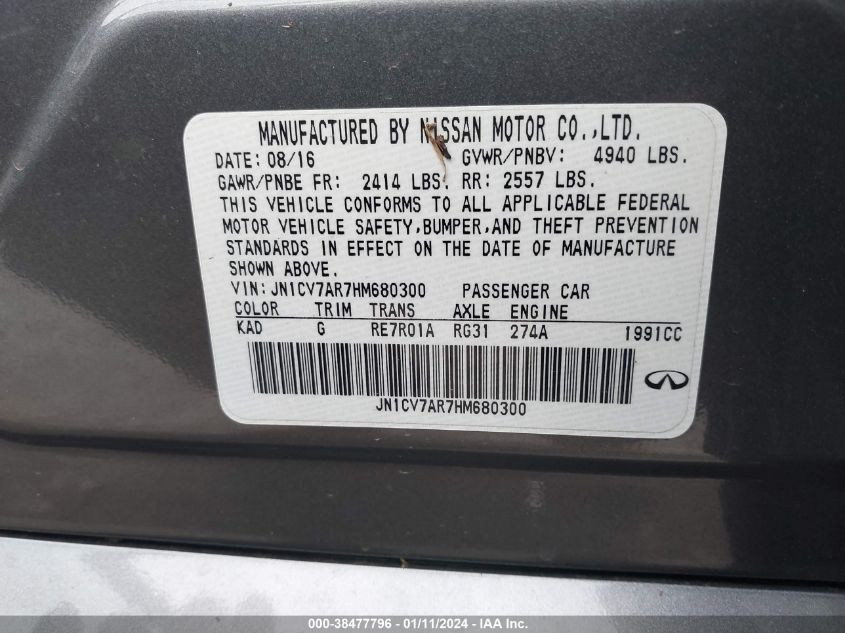 MANUFACTURED BY NISSAN MOTOR CO.,LTD.
DATE: 08/16 GVWR/PNBV: 4940 LBS.
GAWR/PNBE FR: 2414 LBS. RR: 2557 LBS.
THIS VEHICLE CONFORMS TO ALL APPLICABLE FEDERAL
MOTOR VEHICLE SAFETY,BUMPER,AND THEFT PREVENTION
STANDARDS IN EFFECT ON THE DATE OF MANUFACTURE
SHOWN ABOVE.
VIN: JN1CV7AR7HM680300 PASSENGER CAR
COLOR TRIM TRANS AXLE ENGINE
KAD G RE7R01A RG31 274A 1991CC
JN1CV7AR7HM680300
000-38477796 - 01/11/2024 - IAA Inc.